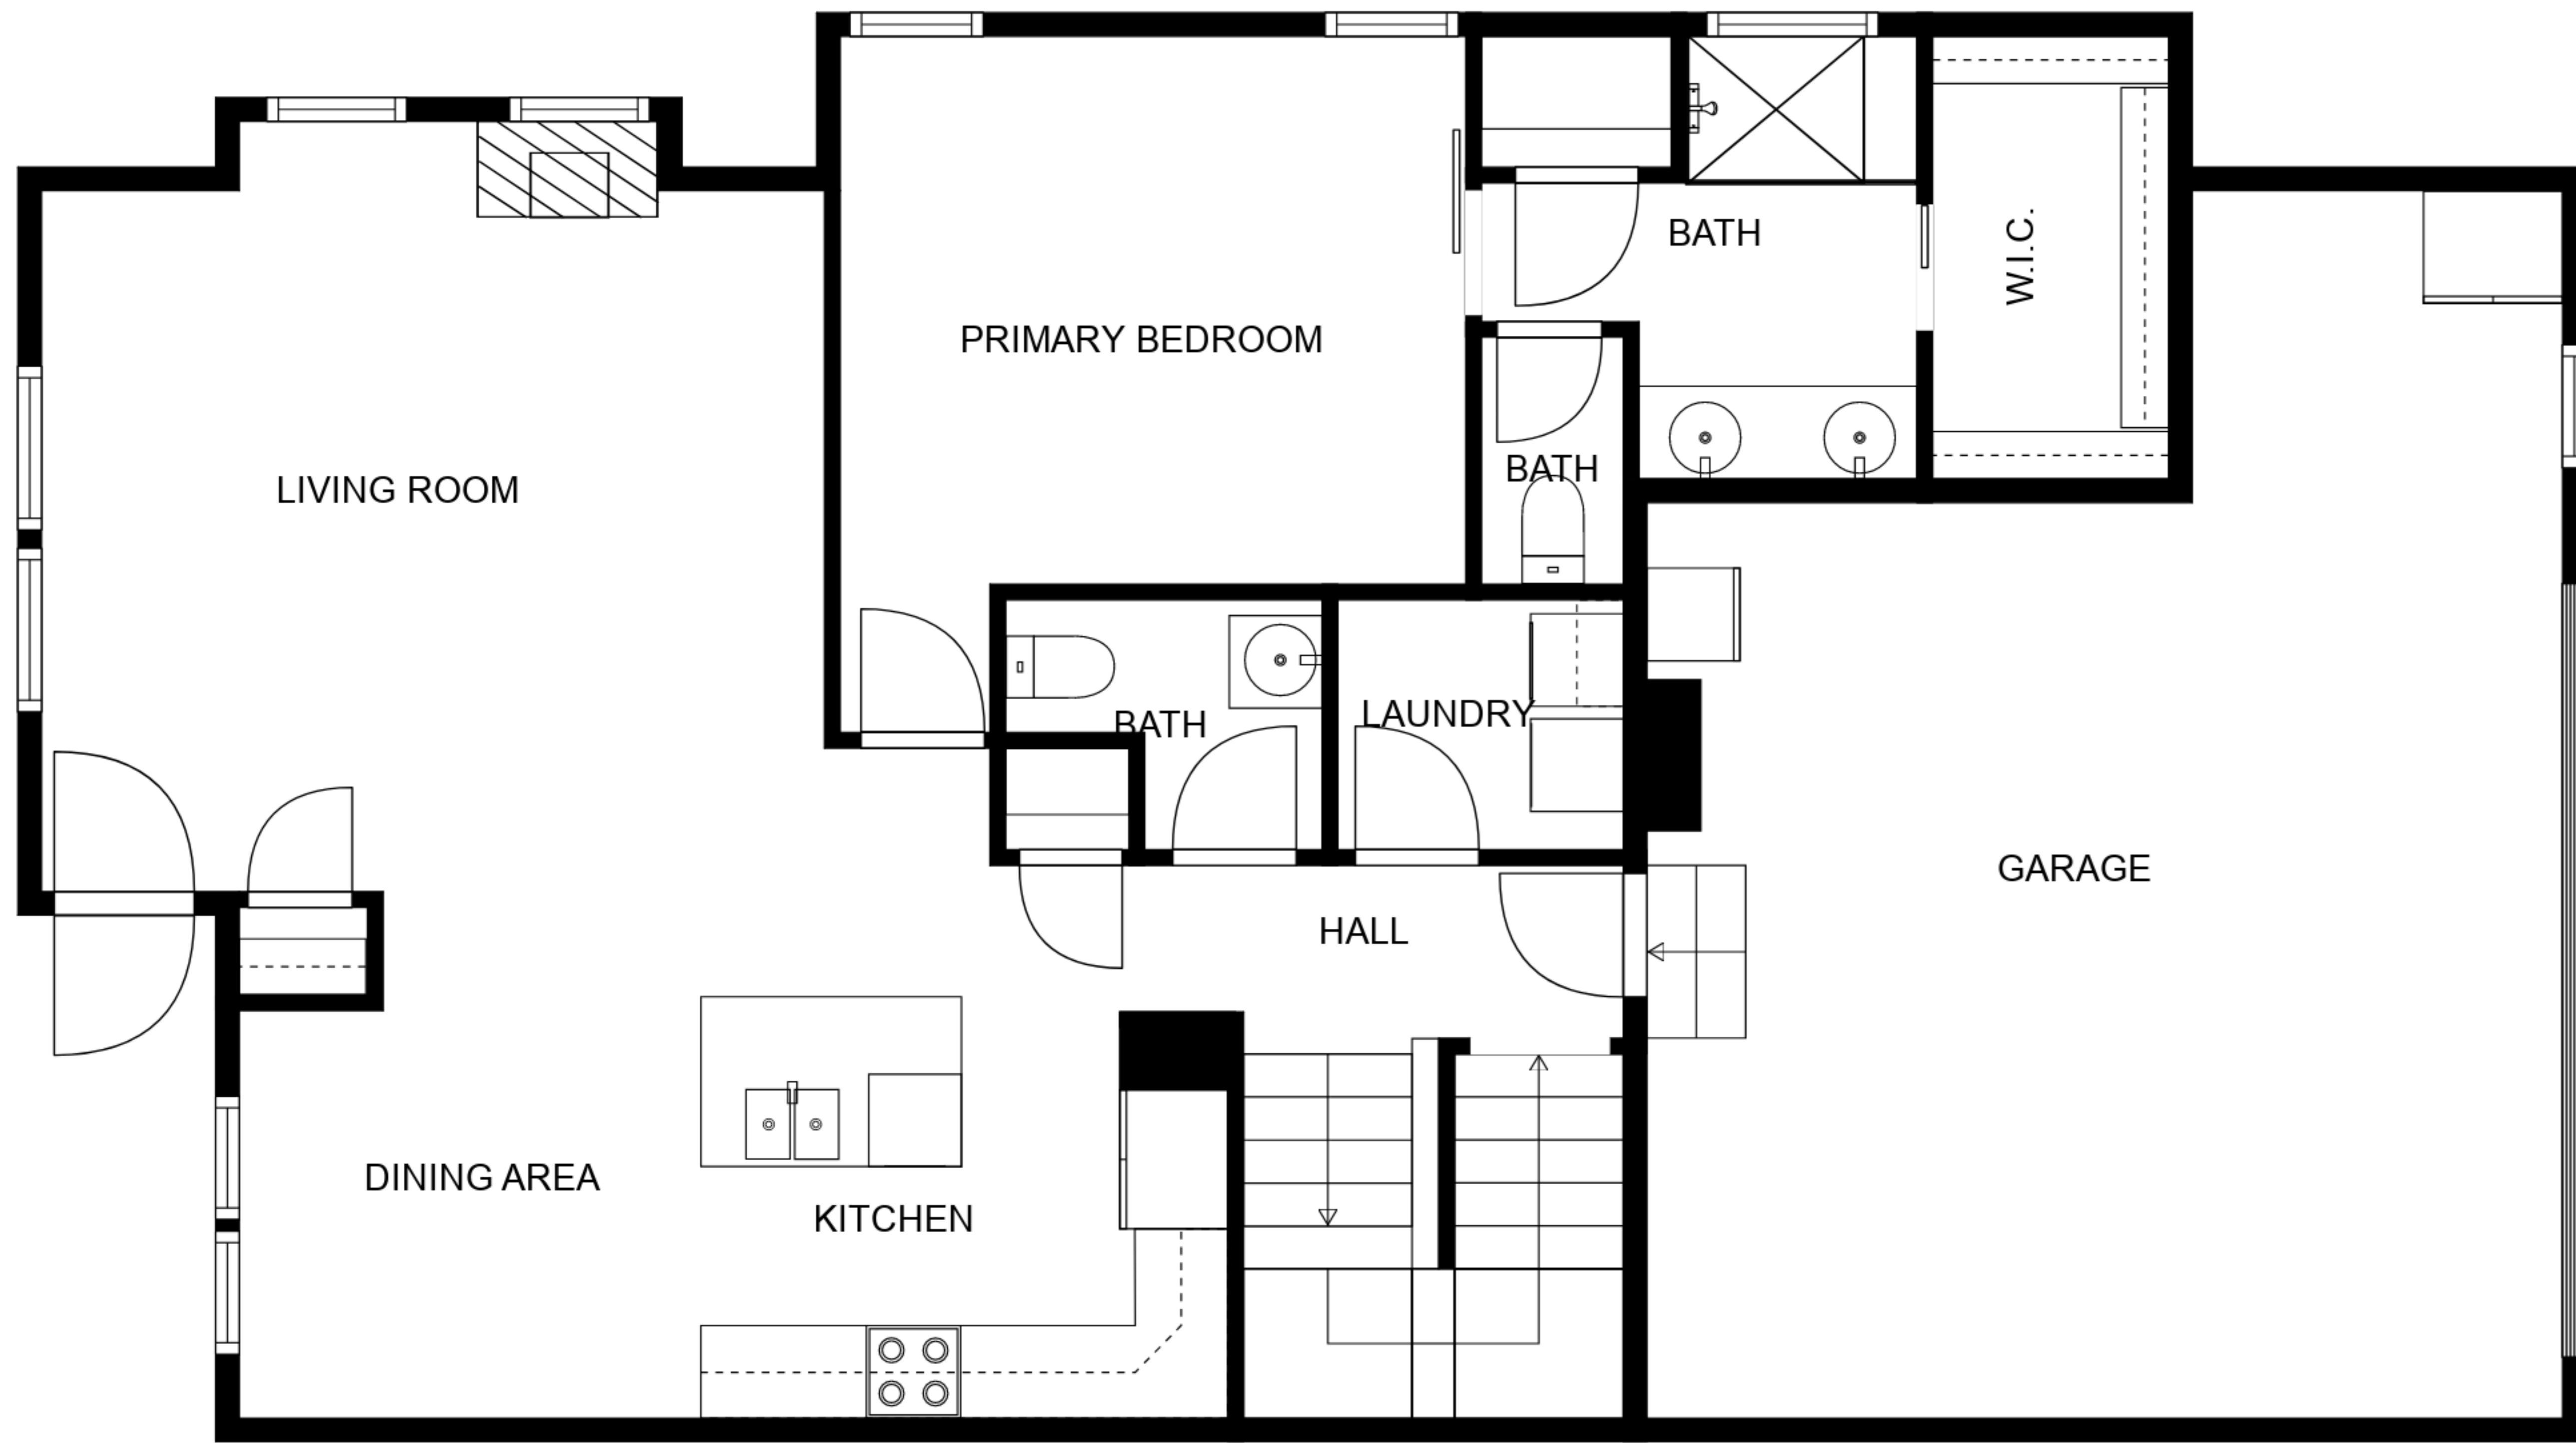 BATH
W.I.C.
PRIMARY BEDROOM
BATH
LIVING ROOM
LAUNDRY
BATH
GARAGE
HALL
DINING AREA
KITCHEN